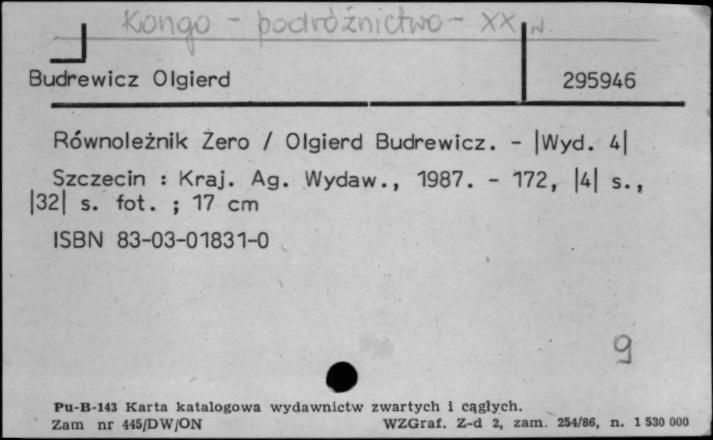 Kongo - podróżnictwo - XX w.
Budrewicz Olgierd
295946
Równoleżnik Zero / Olgierd Budrewicz. - |Wyd. 4|
Szczecin : Kraj. Ag. Wydaw., 1987. - 172, |4| s.,
|32| s. fot. ; 17 cm
ISBN 83-03-01831-0
9
Pu-B-143 Karta katalogowa wydawnictw zwartych i ciągłych.
Zam nr 445/DW/ON WZGraf. Z-d 2, zam. 254/86, n. 1 530 000